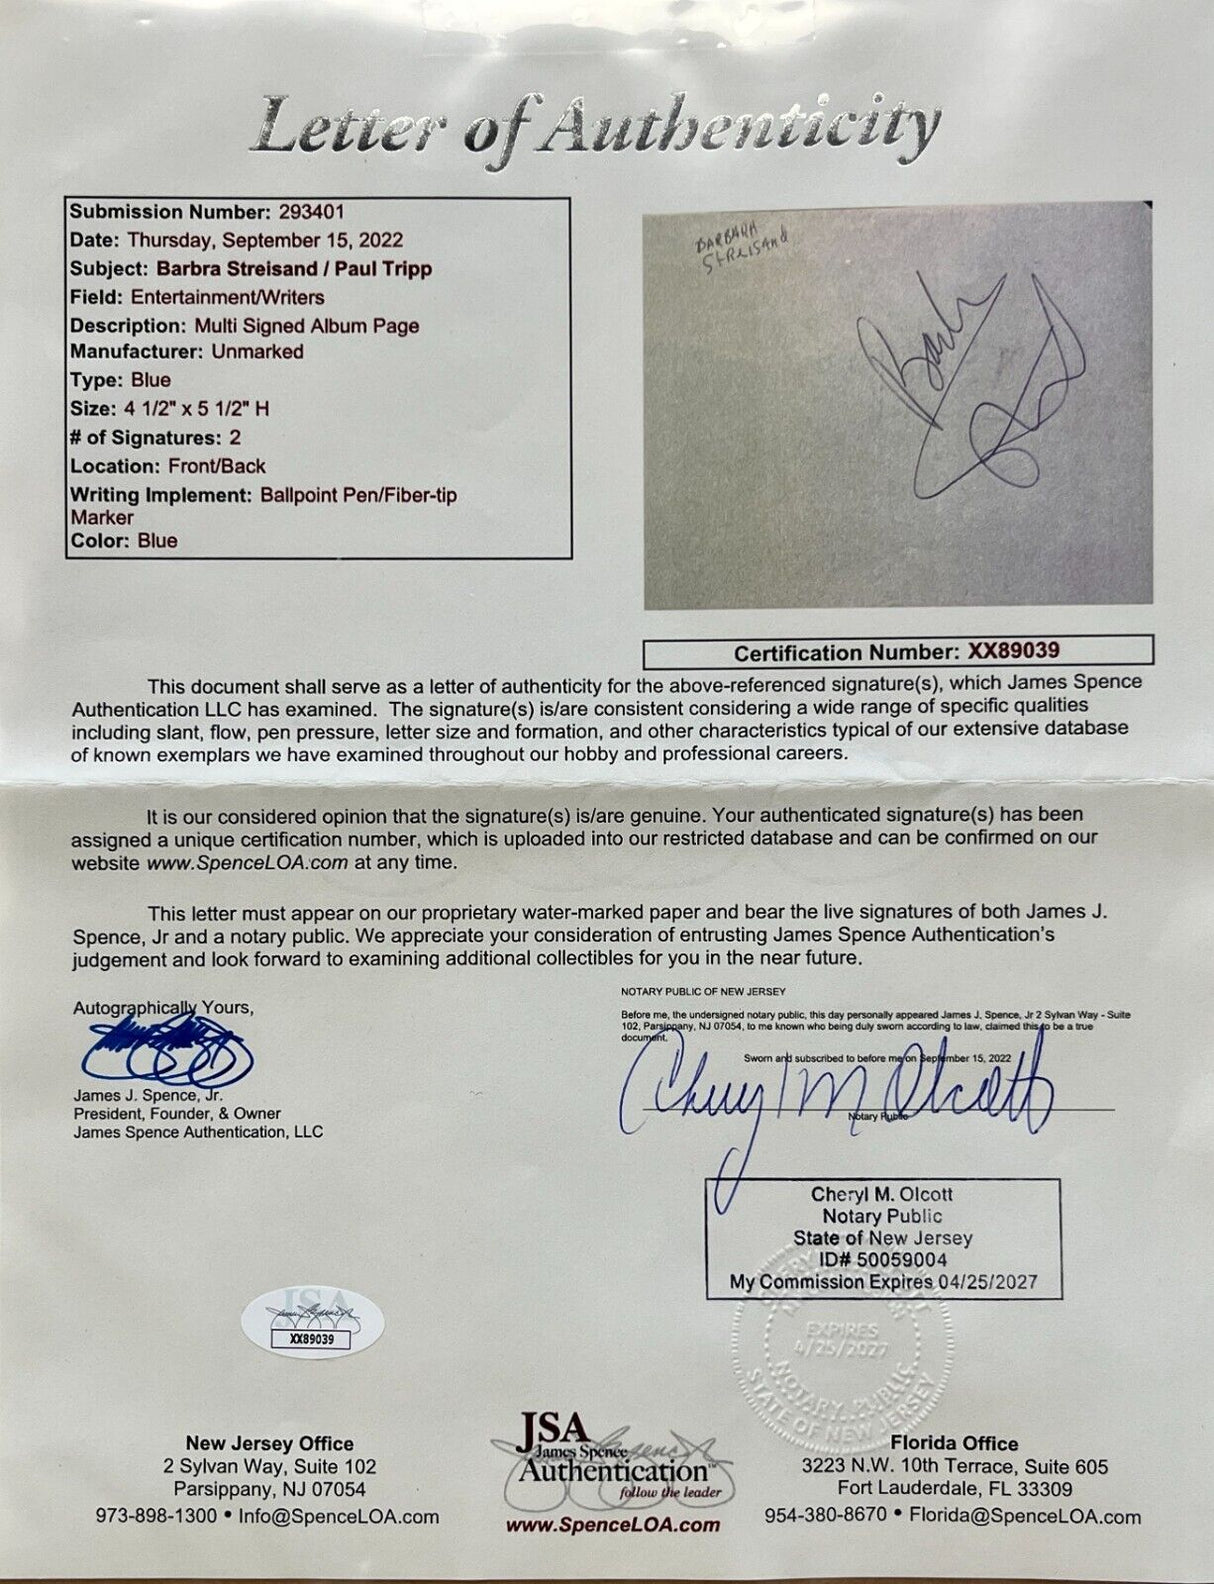 Letter of Authenticity
Submission Number: 293401
Date: Thursday, September 15, 2022
Subject: Barbra Streisand / Paul Tripp
Field: Entertainment/Writers
Description: Multi Signed Album Page
Manufacturer: Unmarked
Type: Blue
Size: 4 1/2" x 5 1/2" H
# of Signatures: 2
Location: Front/Back
Writing Implement: Ballpoint Pen/Fiber-tip
Marker
Color: Blue
BARBARA
StREISANd
Certification Number: XX89039
This document shall serve as a letter of authenticity for the above-referenced signature(s), which James Spence
Authentication LLC has examined. The signature(s) is/are consistent considering a wide range of specific qualities
including slant, flow, pen pressure, letter size and formation, and other characteristics typical of our extensive database
of known exemplars we have examined throughout our hobby and professional careers.
It is our considered opinion that the signature(s) is/are genuine. Your authenticated signature(s) has been
assigned a unique certification number, which is uploaded into our restricted database and can be confirmed on our
website www.SpenceLOA.com at any time.
This letter must appear on our proprietary water-marked paper and bear the live signatures of both James J.
Spence, Jr and a notary public. We appreciate your consideration of entrusting James Spence Authentication's
judgement and look forward to examining additional collectibles for you in the near future.
Autographically Yours,
James J. Spence, Jr.
President, Founder, & Owner
James Spence Authentication, LLC
NOTARY PUBLIC OF NEW JERSEY
Before me, the undersigned notary public, this day personally appeared James J. Spence, Jr 2 Sylvan Way - Suite
102, Parsippany, NJ 07054, to me known who being duly sworn according to law, claimed this to be a true
document.
Sworn and subscribed to before me on September 15, 2022
Cheryl M Olcott
Notary Public
Cheryl M. Olcott
Notary Public
State of New Jersey
ID# 50059004
My Commission Expires 04/25/2027
EXPIRES
4/25/2027
NOTARY PUBLIC
STATE OF NEW JERSEY
JSA
XX89039
New Jersey Office
2 Sylvan Way, Suite 102
Parsippany, NJ 07054
973-898-1300 • Info@SpenceLOA.com
JSA
James Spence
Authentication™
follow the leader
www.SpenceLOA.com
Florida Office
3223 N.W. 10th Terrace, Suite 605
Fort Lauderdale, FL 33309
954-380-8670 • Florida@SpenceLOA.com